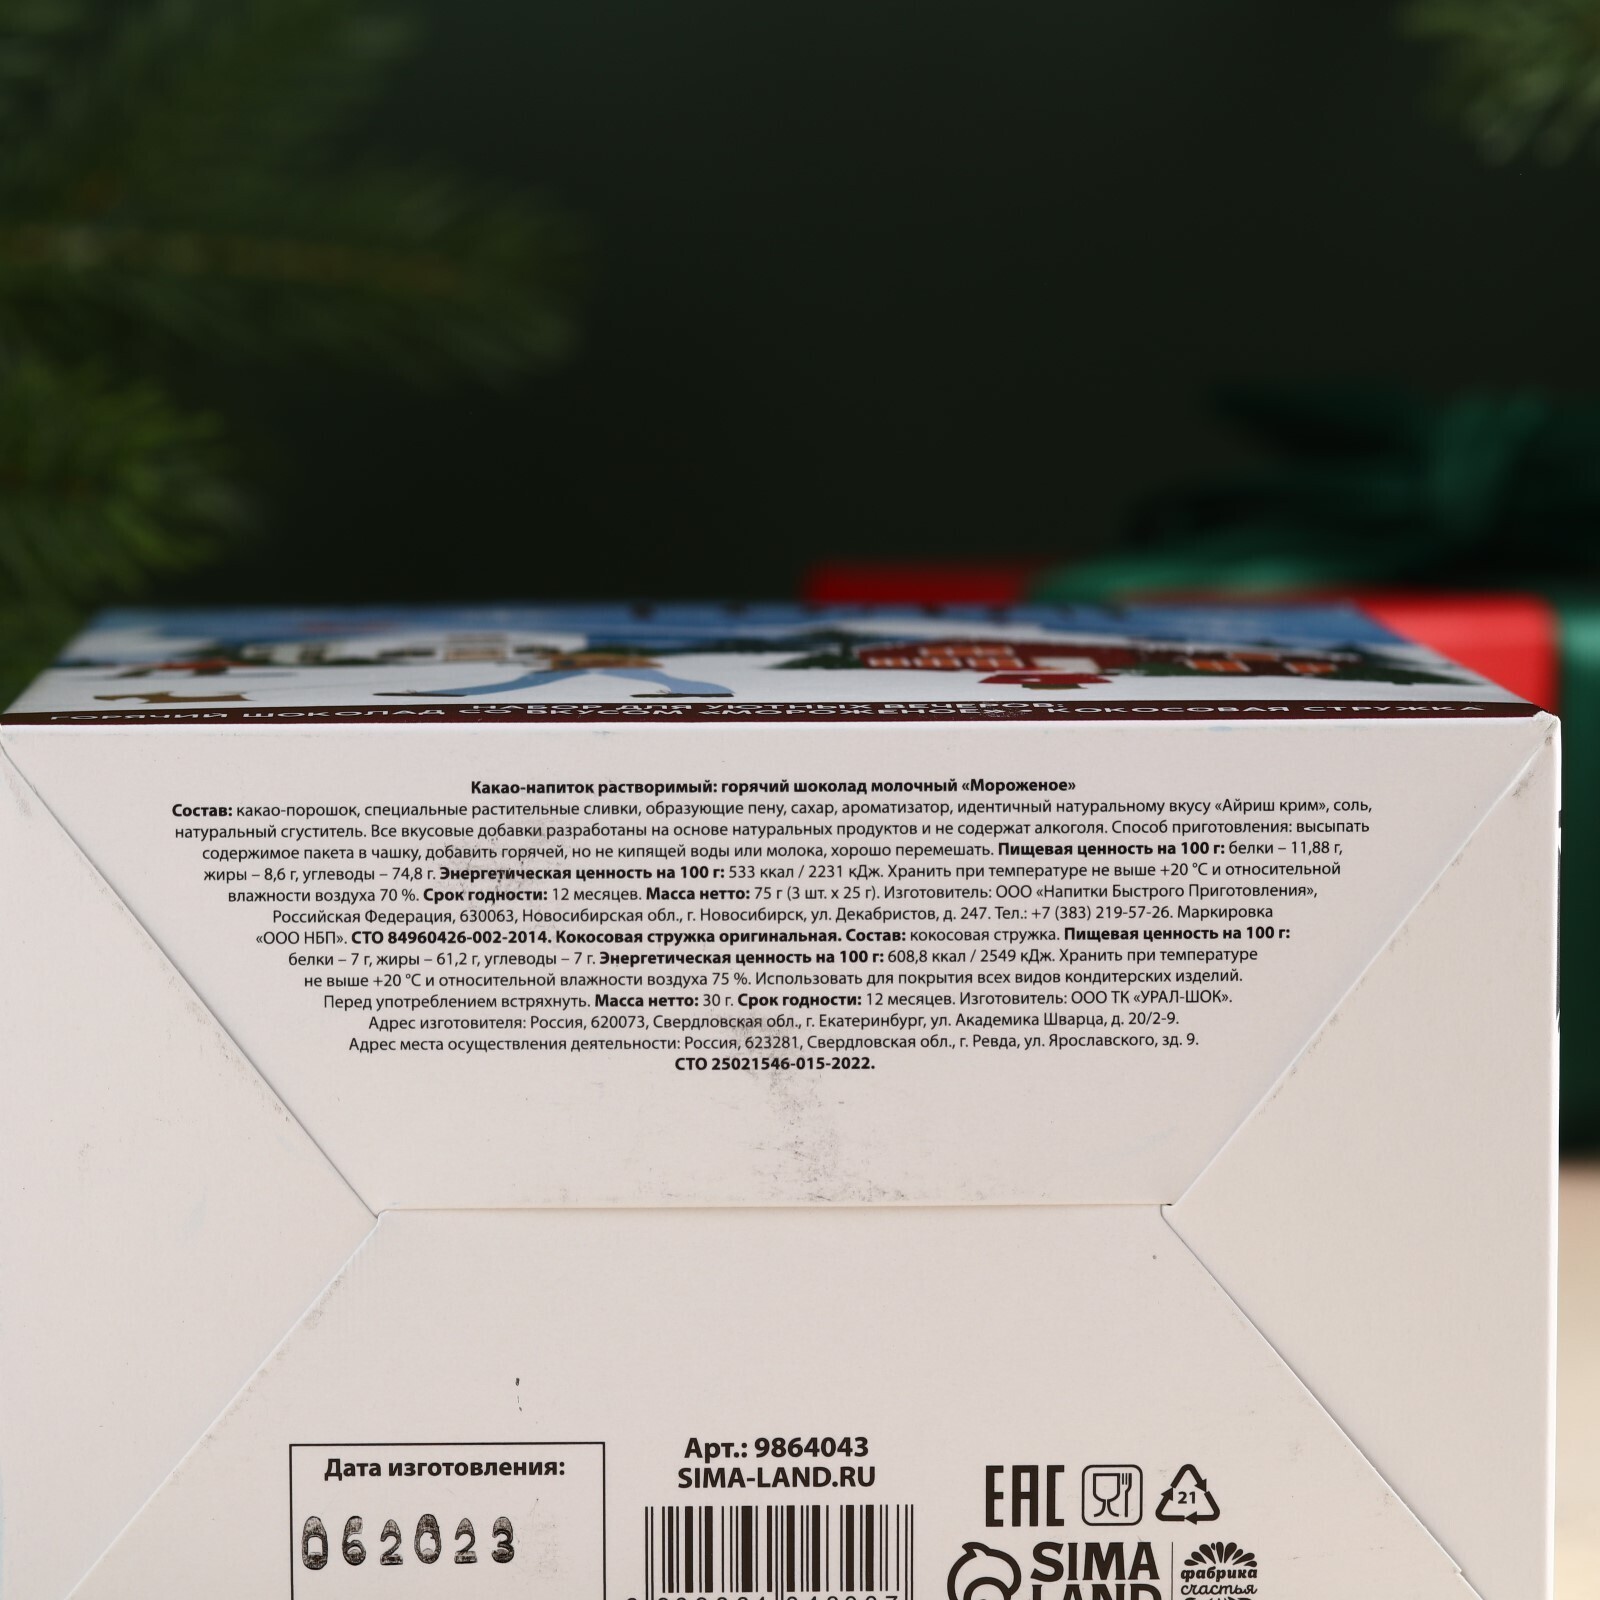 НАБОР ДЛЯ УЮТНЫХ ВЕЧЕРОВ:
ГОРЯЧИЙ ШОКОЛАД СО ВКУСОМ «МОРОЖЕНОЕ», КОКОСОВАЯ СТРУЖКА
Какао-напиток растворимый: горячий шоколад молочный «Мороженое»
Состав: какао-порошок, специальные растительные сливки, образующие пену, сахар, ароматизатор, идентичный натуральному вкусу «Айриш крим», соль,
натуральный сгуститель. Все вкусовые добавки разработаны на основе натуральных продуктов и не содержат алкоголя. Способ приготовления: высыпать
содержимое пакета в чашку, добавить горячей, но не кипящей воды или молока, хорошо перемешать. Пищевая ценность на 100 г: белки – 11,88 г,
жиры – 8,6 г, углеводы – 74,8 г. Энергетическая ценность на 100 г: 533 ккал / 2231 кДж. Хранить при температуре не выше +20 °С и относительной
влажности воздуха 70 %. Срок годности: 12 месяцев. Масса нетто: 75 г (3 шт. х 25 г). Изготовитель: ООО «Напитки Быстрого Приготовления»,
Российская Федерация, 630063, Новосибирская обл., г. Новосибирск, ул. Декабристов, д. 247. Тел.: +7 (383) 219-57-26. Маркировка
«ООО НБП». СТО 84960426-002-2014. Кокосовая стружка оригинальная. Состав: кокосовая стружка. Пищевая ценность на 100 г:
белки – 7 г, жиры – 61,2 г, углеводы – 7 г. Энергетическая ценность на 100 г: 608,8 ккал / 2549 кДж. Хранить при температуре
не выше +20 °С и относительной влажности воздуха 75 %. Использовать для покрытия всех видов кондитерских изделий.
Перед употреблением встряхнуть. Масса нетто: 30 г. Срок годности: 12 месяцев. Изготовитель: ООО ТК «УРАЛ-ШОК».
Адрес изготовителя: Россия, 620073, Свердловская обл., г. Екатеринбург, ул. Академика Шварца, д. 20/2-9.
Адрес места осуществления деятельности: Россия, 623281, Свердловская обл., г. Ревда, ул. Ярославского, зд. 9.
СТО 25021546-015-2022.
Дата изготовления:
062023
Арт.: 9864043
SIMA-LAND.RU
ЕАС
21
SIMA
LAND
фабрика
счастья